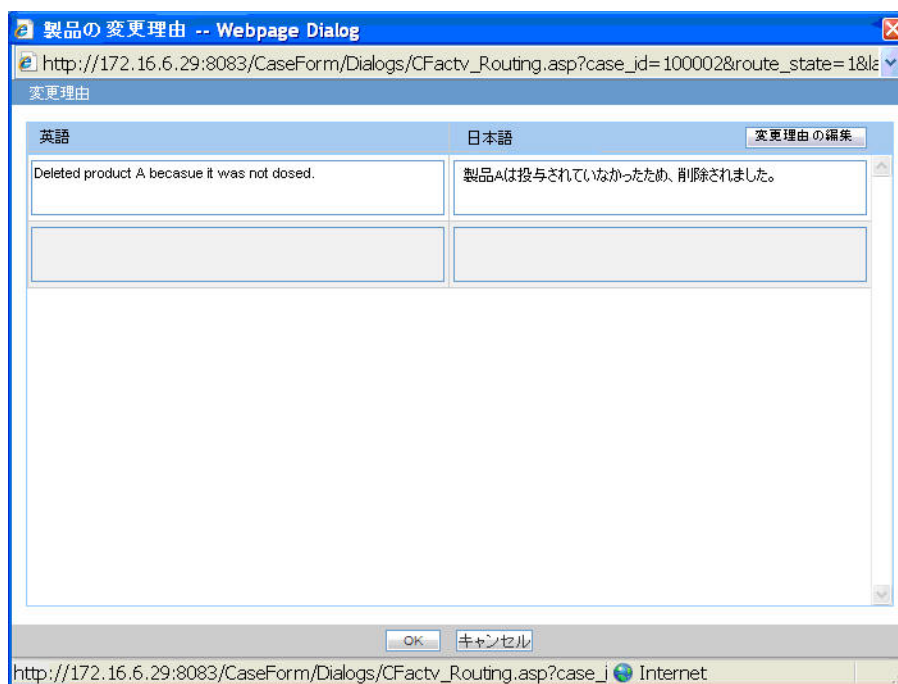 製品の変更理由 -- Webpage Dialog
http://172.16.6.29:8083/CaseForm/Dialogs/CFactv_Routing.asp?case_id=100002&route_state=1&la
変更理由
英語 日本語 変更理由の編集
Deleted product A becasue it was not dosed. 製品Aは投与されていなかったため、削除されました。
OK キャンセル
http://172.16.6.29:8083/CaseForm/Dialogs/CFactv_Routing.asp?case_i Internet